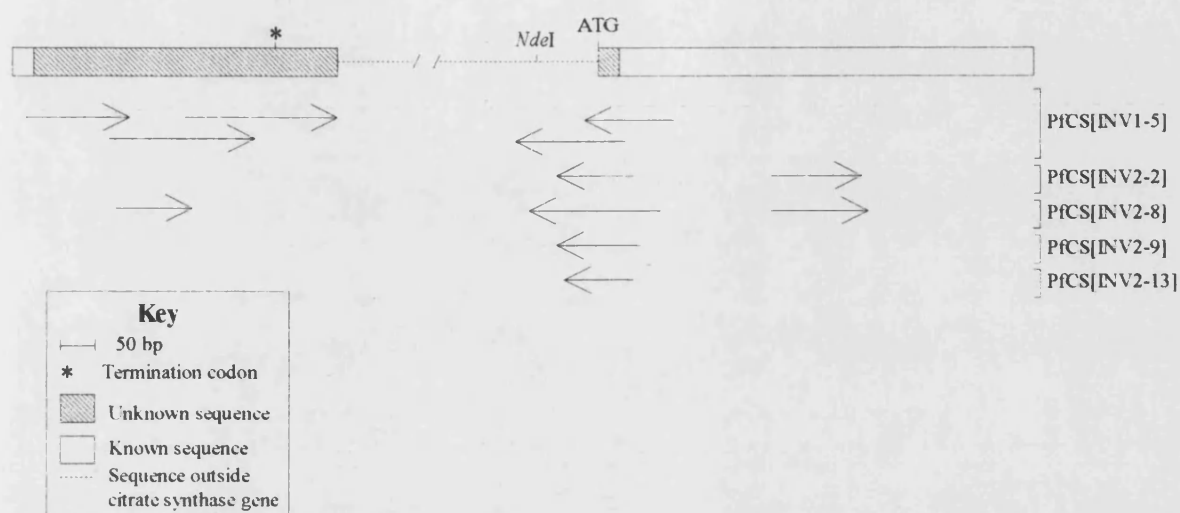 *
NdeI
ATG
PfCS[INV1-5]
PfCS[INV2-2]
PfCS[INV2-8]
PfCS[INV2-9]
PfCS[INV2-13]
Key
50 bp
* Termination codon
Unknown sequence
Known sequence
Sequence outside
citrate synthase gene